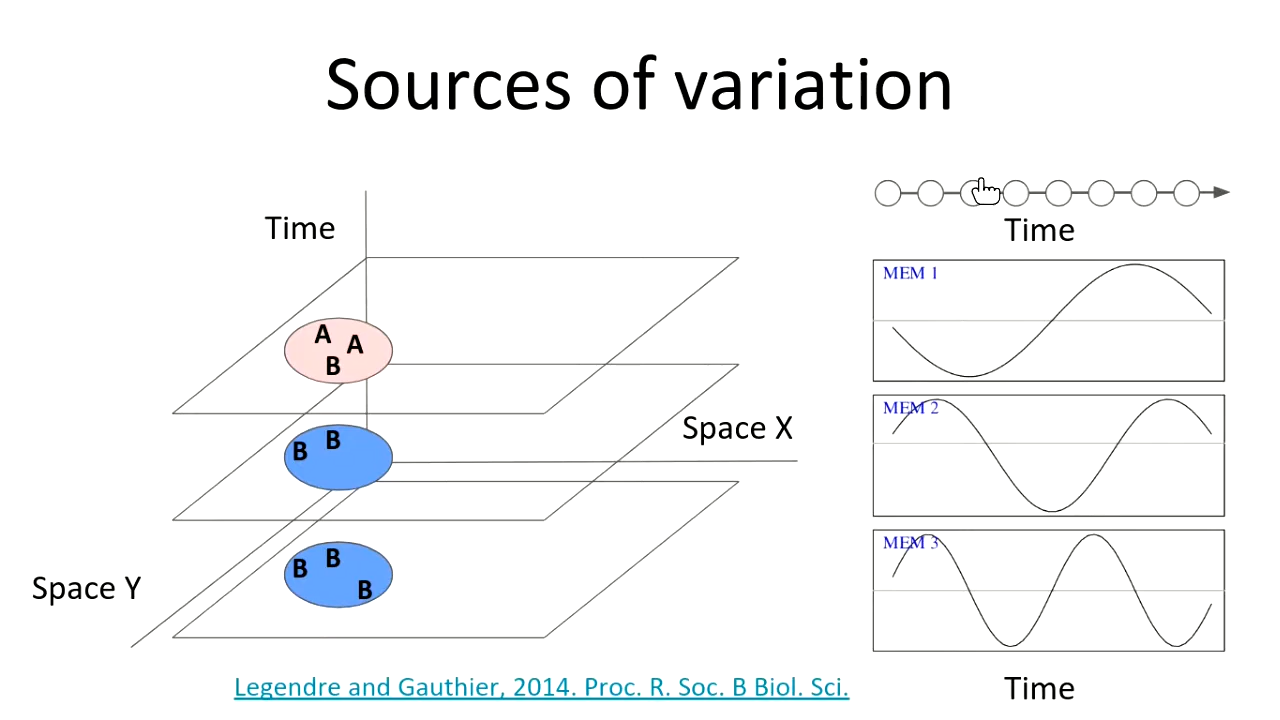 Sources of variation
Time
A
A
B
B
B
Space X
B
B
B
Space Y
Legendre and Gauthier, 2014. Proc. R. Soc. B Biol. Sci.
Time
MEM 1
MEM 2
MEM 3
Time